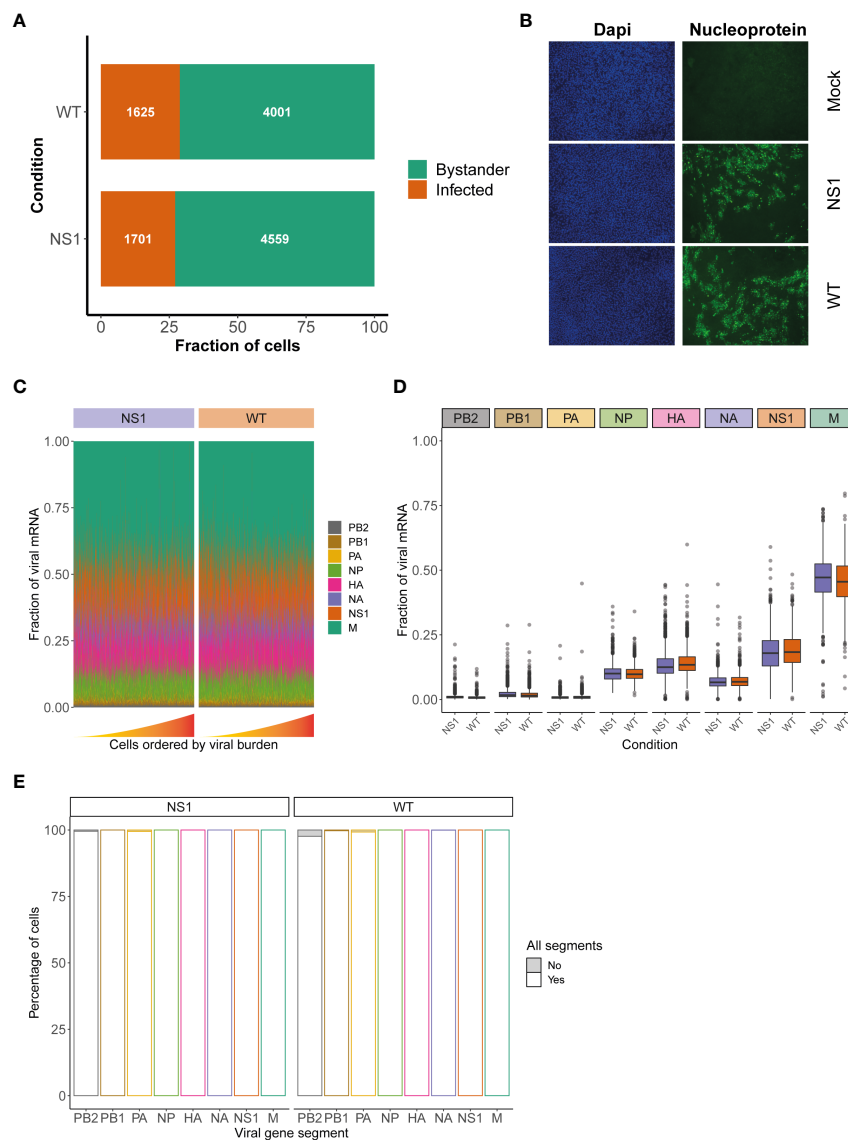 A
WT
NS1
Condition
1625
4001
1701
4559
0
25
50
75
100
Fraction of cells
Bystander
Infected
B
Dapi
Nucleoprotein
Mock
NS1
WT
C
NS1
WT
1.00
0.75
0.50
0.25
0.00
Fraction of viral mRNA
Cells ordered by viral burden
PB2
PB1
PA
NP
HA
NA
NS1
M
D
PB2
PB1
PA
NP
HA
NA
NS1
M
1.00
0.75
0.50
0.25
0.00
Fraction of viral mRNA
NS1
WT
NS1
WT
NS1
WT
NS1
WT
NS1
WT
NS1
WT
NS1
WT
NS1
WT
Condition
E
NS1
WT
100
75
50
25
0
Percentage of cells
PB2 PB1 PA NP HA NA NS1 M
PB2 PB1 PA NP HA NA NS1 M
Viral gene segment
All segments
No
Yes